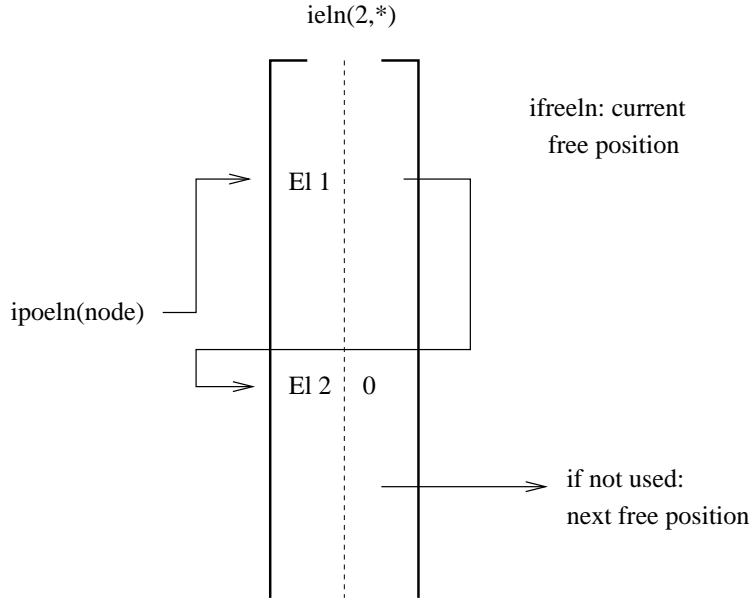 ieln(2,*)
ifreeln: current
free position
El 1
ipoeln(node)
El 2 0
if not used:
next free position